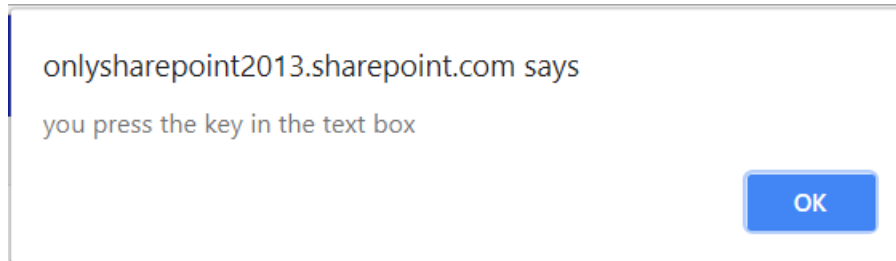 onlysharepoint2013.sharepoint.com says
you press the key in the text box
OK